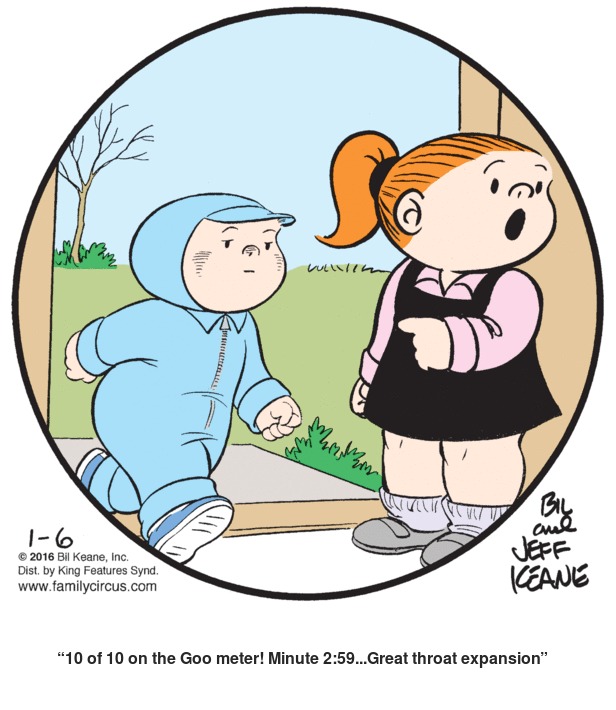 1-6
© 2016 Bil Keane, Inc.
Dist. by King Features Synd.
www.familycircus.com
BIL
and
JEFF
KEANE
“10 of 10 on the Goo meter! Minute 2:59...Great throat expansion”